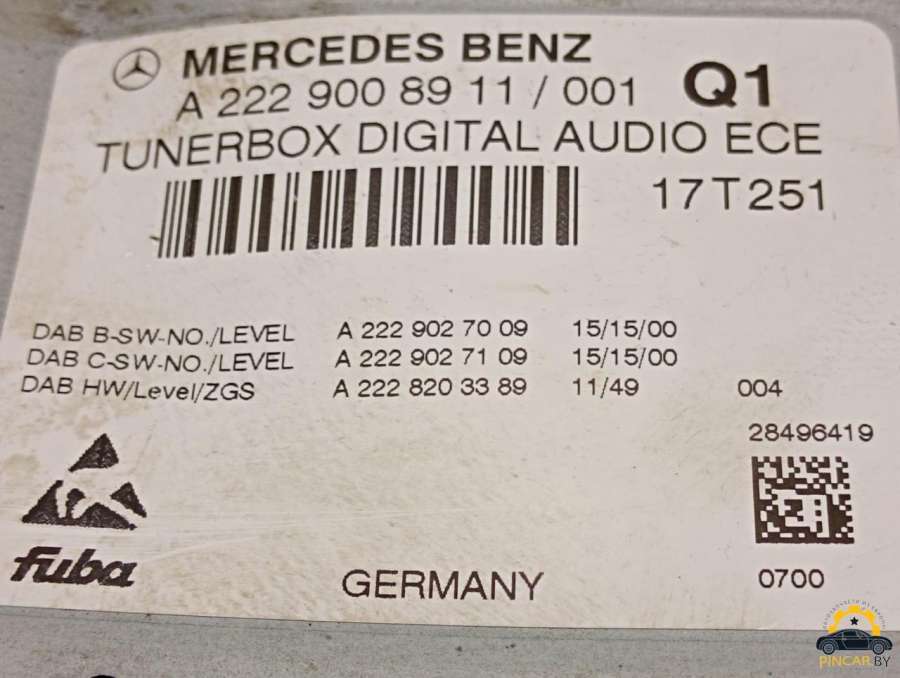 MERCEDES BENZ
A 222 900 89 11 / 001 Q1
TUNERBOX DIGITAL AUDIO ECE
17T251
DAB B-SW-NO./LEVEL A 222 902 70 09 15/15/00
DAB C-SW-NO./LEVEL A 222 902 71 09 15/15/00
DAB HW/Level/ZGS A 222 820 33 89 11/49 004
28496419
fuba
GERMANY
0700
PINCAR.BY